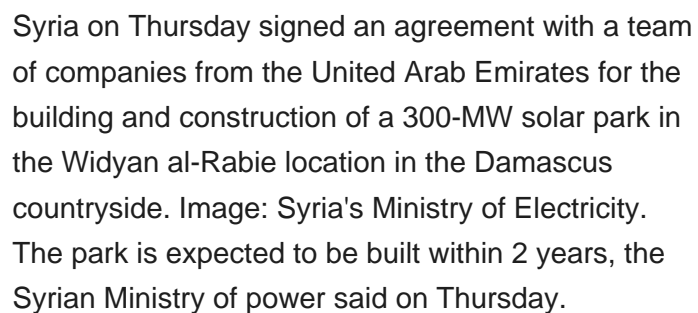 Syria on Thursday signed an agreement with a team
of companies from the United Arab Emirates for the
building and construction of a 300-MW solar park in
the Widyan al-Rabie location in the Damascus
countryside. Image: Syria's Ministry of Electricity.
The park is expected to be built within 2 years, the
Syrian Ministry of power said on Thursday.